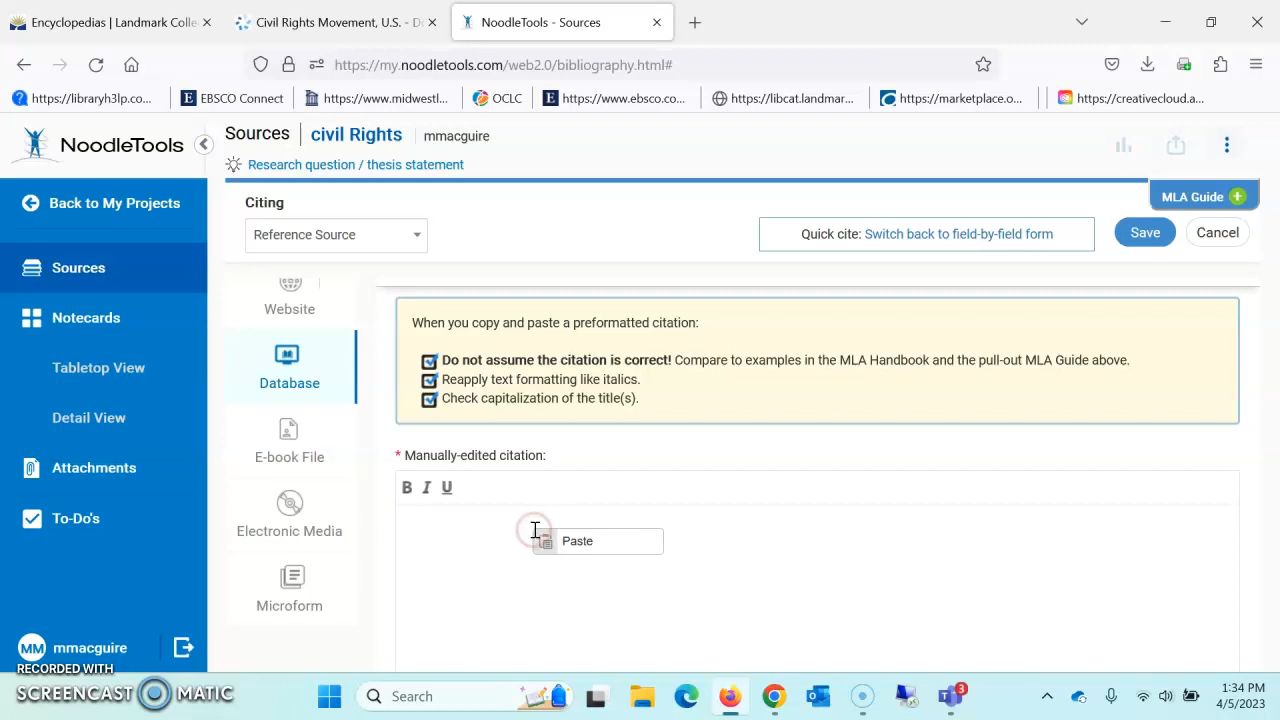 Encyclopedias | Landmark Colle
Civil Rights Movement, U.S. - Do
NoodleTools - Sources
https://my.noodletools.com/web2.0/bibliography.html#
https://libraryh3lp.co...
EBSCO Connect
https://www.midwestl...
OCLC
https://www.ebsco.co...
https://libcat.landmar...
https://marketplace.o...
https://creativecloud.a...
NoodleTools
Sources
civil Rights
mmacguire
Research question / thesis statement
Back to My Projects
Citing
MLA Guide
Reference Source
Quick cite: Switch back to field-by-field form
Save
Cancel
Sources
Notecards
Tabletop View
Detail View
Attachments
To-Do's
Website
Database
E-book File
Electronic Media
Microform
When you copy and paste a preformatted citation:
Do not assume the citation is correct! Compare to examples in the MLA Handbook and the pull-out MLA Guide above.
Reapply text formatting like italics.
Check capitalization of the title(s).
* Manually-edited citation:
B I U
Paste
MM
mmacguire
RECORDED WITH
SCREENCAST MATIC
Search
3
1:34 PM
4/5/2023